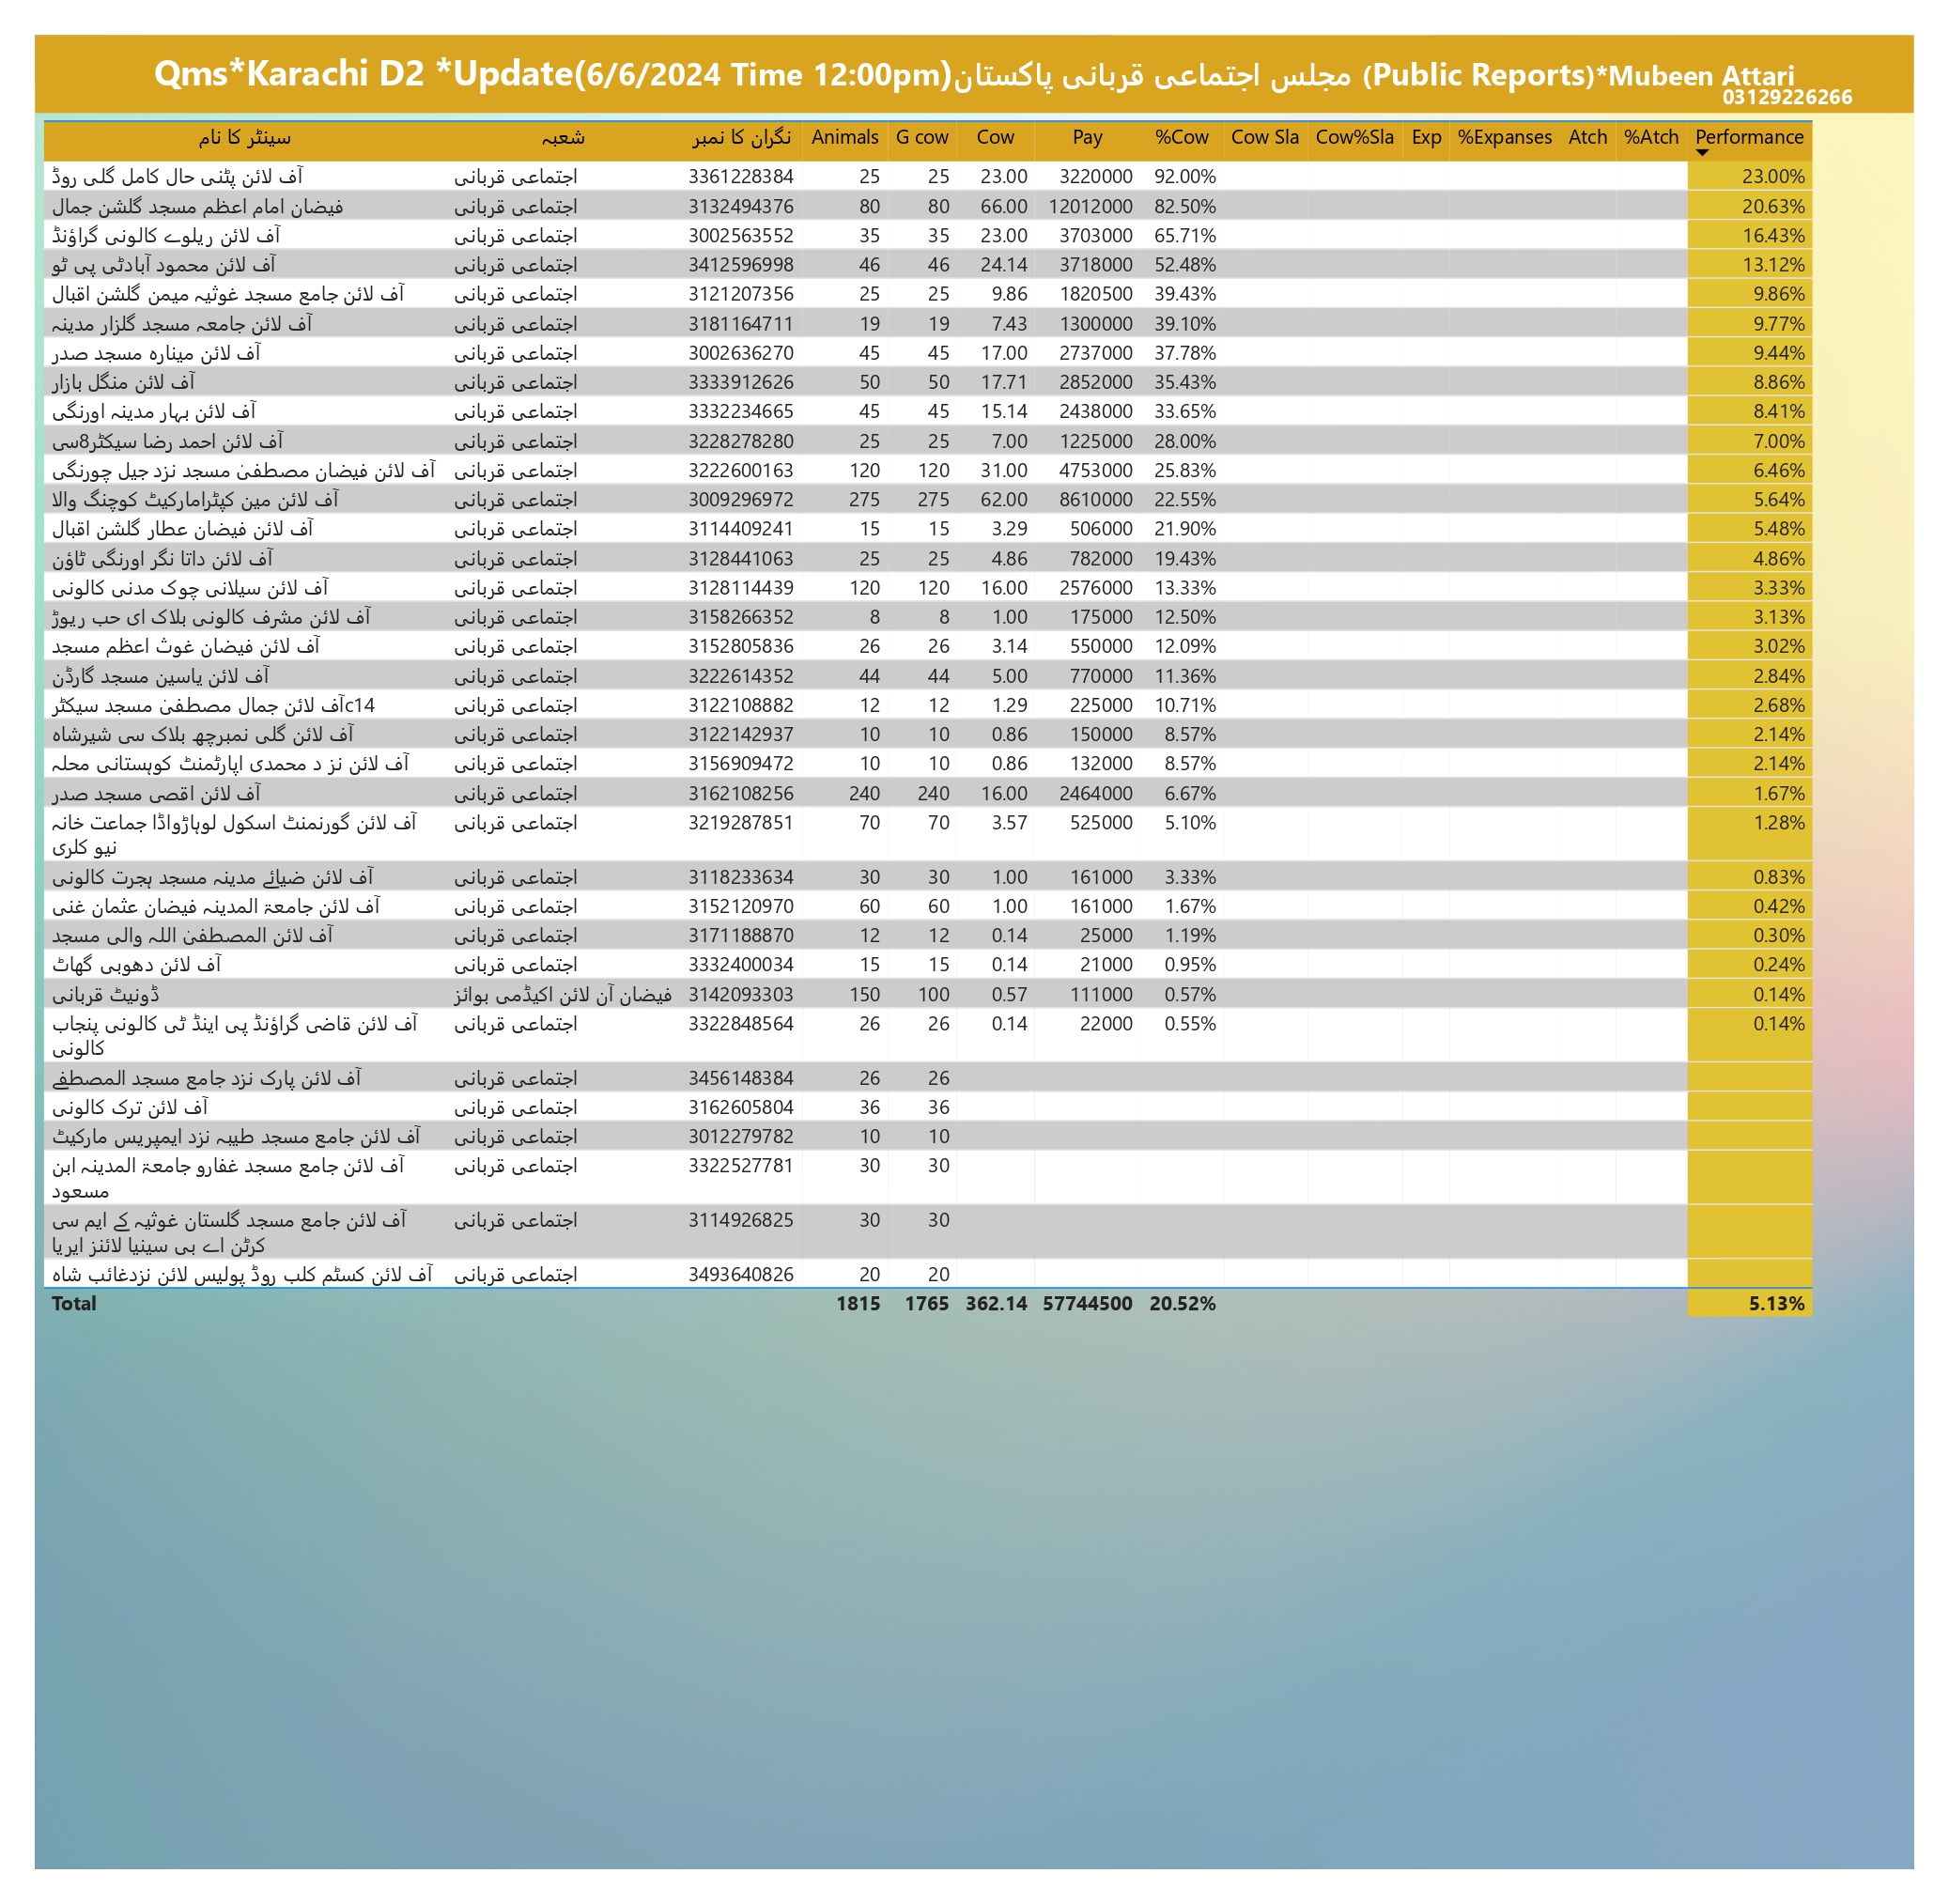 Qms*Karachi D2 *Update(6/6/2024 Time 12:00pm)مجلس اجتماعی قربانی پاکستان (Public Reports)*Mubeen Attari
03129226266
سینٹر کا نام شعبہ نگران کا نمبر Animals G cow Cow Pay %Cow Cow Sla Cow%Sla Exp %Expanses Atch %Atch Performance
آف لائن پٹنی حال کامل گلی روڈ اجتماعی قربانی 3361228384 25 25 23.00 3220000 92.00% 23.00%
فیضان امام اعظم مسجد گلشن جمال اجتماعی قربانی 3132494376 80 80 66.00 12012000 82.50% 20.63%
آف لائن ریلوے کالونی گراؤنڈ اجتماعی قربانی 3002563552 35 35 23.00 3703000 65.71% 16.43%
آف لائن محمود آبادٹی پی ٹو اجتماعی قربانی 3412596998 46 46 24.14 3718000 52.48% 13.12%
آف لائن جامع مسجد غوثیہ میمن گلشن اقبال اجتماعی قربانی 3121207356 25 25 9.86 1820500 39.43% 9.86%
آف لائن جامعہ مسجد گلزار مدینہ اجتماعی قربانی 3181164711 19 19 7.43 1300000 39.10% 9.77%
آف لائن مینارہ مسجد صدر اجتماعی قربانی 3002636270 45 45 17.00 2737000 37.78% 9.44%
آف لائن منگل بازار اجتماعی قربانی 3333912626 50 50 17.71 2852000 35.43% 8.86%
آف لائن بہار مدینہ اورنگی اجتماعی قربانی 3332234665 45 45 15.14 2438000 33.65% 8.41%
آف لائن احمد رضا سیکٹر8سی اجتماعی قربانی 3228278280 25 25 7.00 1225000 28.00% 7.00%
آف لائن فیضان مصطفیٰ مسجد نزد جیل چورنگی اجتماعی قربانی 3222600163 120 120 31.00 4753000 25.83% 6.46%
آف لائن مین کپٹرامارکیٹ کوچنگ والا اجتماعی قربانی 3009296972 275 275 62.00 8610000 22.55% 5.64%
آف لائن فیضان عطار گلشن اقبال اجتماعی قربانی 3114409241 15 15 3.29 506000 21.90% 5.48%
آف لائن داتا نگر اورنگی ٹاؤن اجتماعی قربانی 3128441063 25 25 4.86 782000 19.43% 4.86%
آف لائن سیلانی چوک مدنی کالونی اجتماعی قربانی 3128114439 120 120 16.00 2576000 13.33% 3.33%
آف لائن مشرف کالونی بلاک ای حب ریوڑ اجتماعی قربانی 3158266352 8 8 1.00 175000 12.50% 3.13%
آف لائن فیضان غوث اعظم مسجد اجتماعی قربانی 3152805836 26 26 3.14 550000 12.09% 3.02%
آف لائن یاسین مسجد گارڈن اجتماعی قربانی 3222614352 44 44 5.00 770000 11.36% 2.84%
آف لائن جمال مصطفیٰ مسجد سیکٹرc14 اجتماعی قربانی 3122108882 12 12 1.29 225000 10.71% 2.68%
آف لائن گلی نمبرچھ بلاک سی شیرشاہ اجتماعی قربانی 3122142937 10 10 0.86 150000 8.57% 2.14%
آف لائن نز د محمدی اپارٹمنٹ کوہستانی محلہ اجتماعی قربانی 3156909472 10 10 0.86 132000 8.57% 2.14%
آف لائن اقصی مسجد صدر اجتماعی قربانی 3162108256 240 240 16.00 2464000 6.67% 1.67%
آف لائن گورنمنٹ اسکول لوہاڑواڈا جماعت خانہ اجتماعی قربانی 3219287851 70 70 3.57 525000 5.10% 1.28%
نیو کلری
آف لائن ضیائے مدینہ مسجد ہجرت کالونی اجتماعی قربانی 3118233634 30 30 1.00 161000 3.33% 0.83%
آف لائن جامعۃ المدینہ فیضان عثمان غنی اجتماعی قربانی 3152120970 60 60 1.00 161000 1.67% 0.42%
آف لائن المصطفیٰ اللہ والی مسجد اجتماعی قربانی 3171188870 12 12 0.14 25000 1.19% 0.30%
آف لائن دھوبی گھاٹ اجتماعی قربانی 3332400034 15 15 0.14 21000 0.95% 0.24%
ڈونیٹ قربانی فیضان آن لائن اکیڈمی بوائز 3142093303 150 100 0.57 111000 0.57% 0.14%
آف لائن قاضی گراؤنڈ پی اینڈ ٹی کالونی پنجاب اجتماعی قربانی 3322848564 26 26 0.14 22000 0.55% 0.14%
کالونی
آف لائن پارک نزد جامع مسجد المصطفے اجتماعی قربانی 3456148384 26 26
آف لائن ترک کالونی اجتماعی قربانی 3162605804 36 36
آف لائن جامع مسجد طیبہ نزد ایمپریس مارکیٹ اجتماعی قربانی 3012279782 10 10
آف لائن جامع مسجد غفارو جامعۃ المدینہ ابن اجتماعی قربانی 3322527781 30 30
مسعود
آف لائن جامع مسجد گلستان غوثیہ کے ایم سی اجتماعی قربانی 3114926825 30 30
کرٹن اے بی سینیا لائنز ایریا
آف لائن کسٹم کلب روڈ پولیس لائن نزدغائب شاہ اجتماعی قربانی 3493640826 20 20
Total 1815 1765 362.14 57744500 20.52% 5.13%